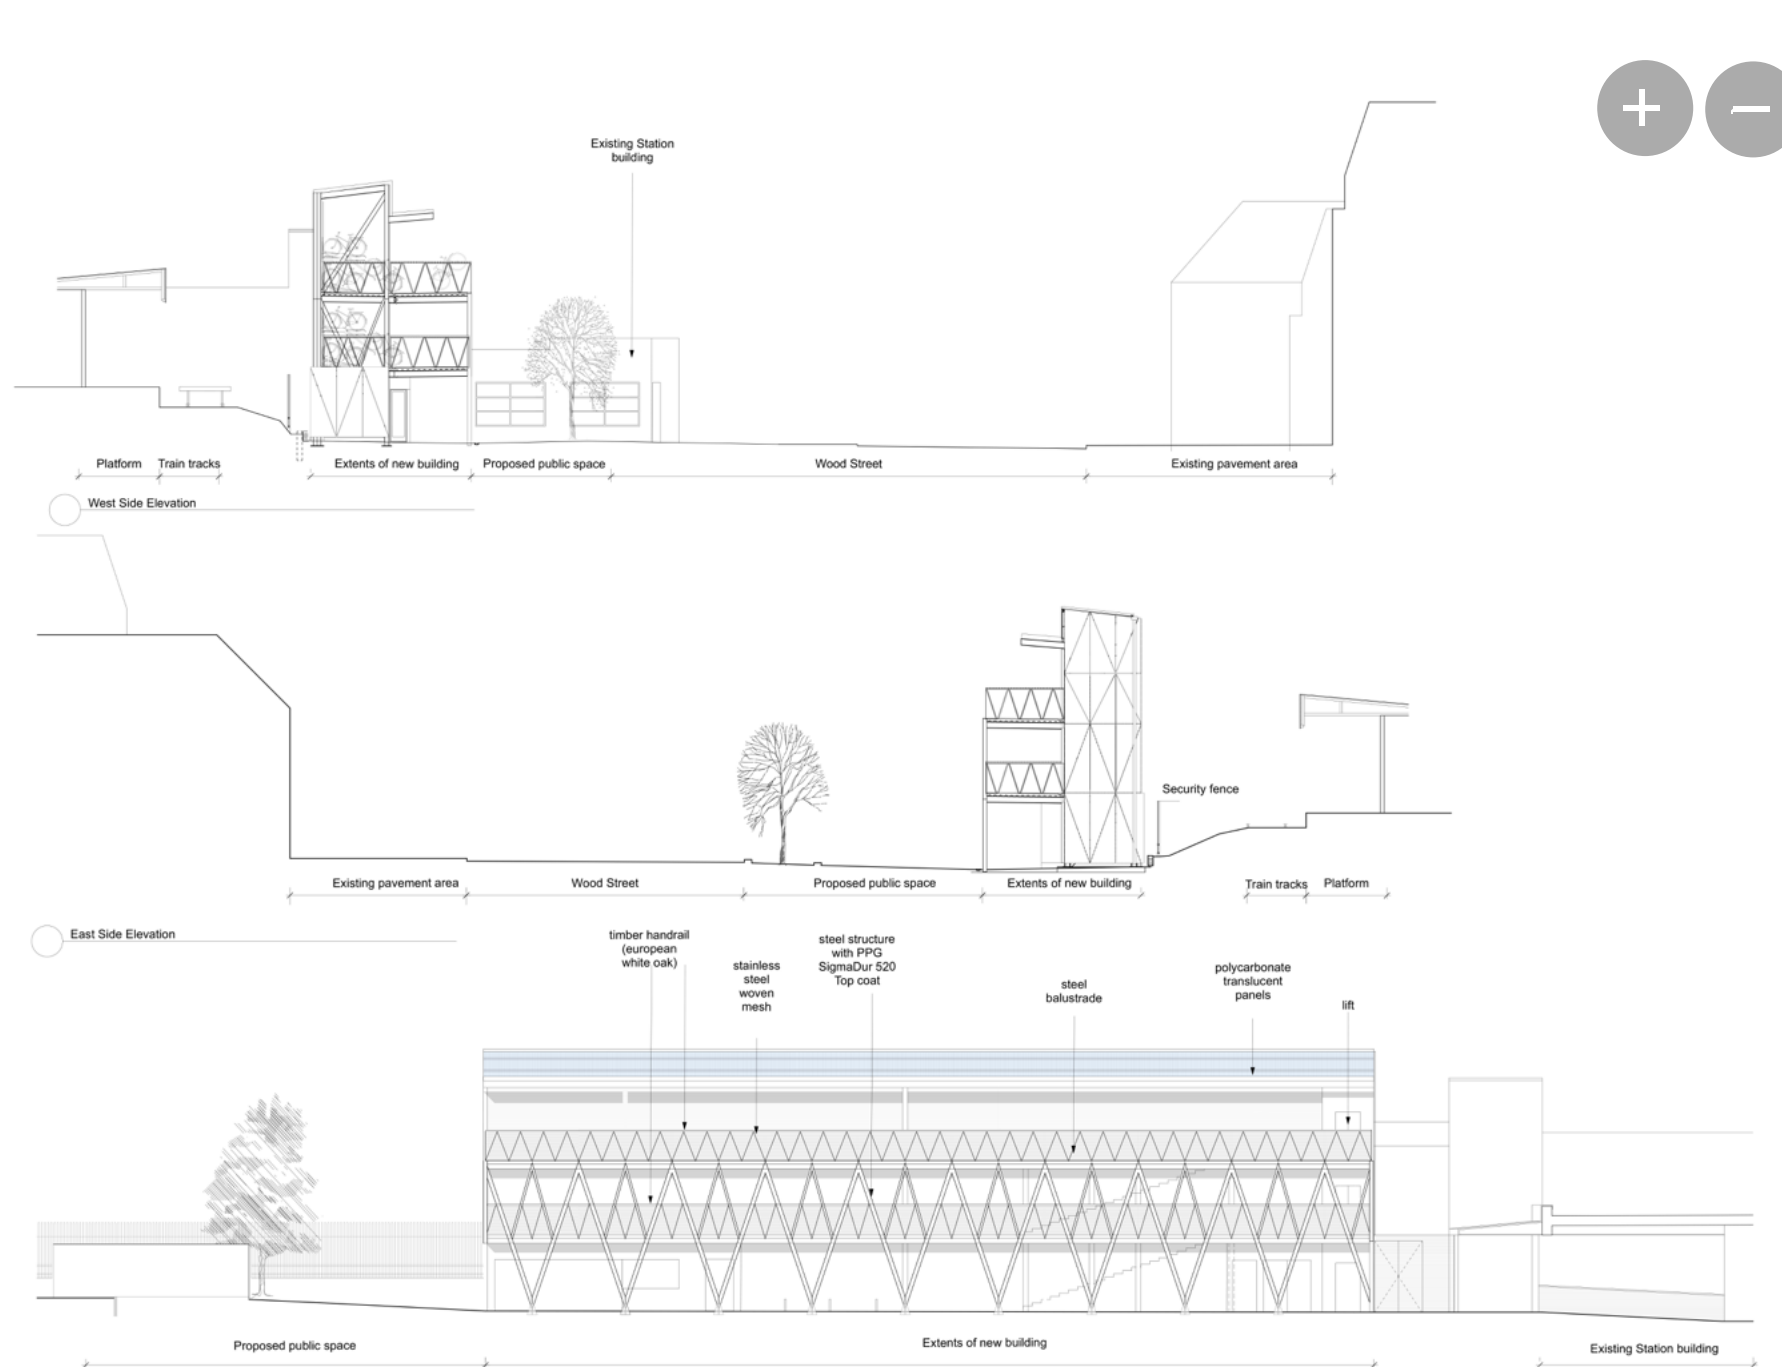 Existing Station
building
Platform
Train tracks
Extents of new building
Proposed public space
Wood Street
Existing pavement area
West Side Elevation
Security fence
Existing pavement area
Wood Street
Proposed public space
Extents of new building
Train tracks
Platform
East Side Elevation
timber handrail
(european
white oak)
stainless
steel
woven
mesh
steel structure
with PPG
SigmaDur 520
Top coat
steel
balustrade
polycarbonate
translucent
panels
lift
Proposed public space
Extents of new building
Existing Station building